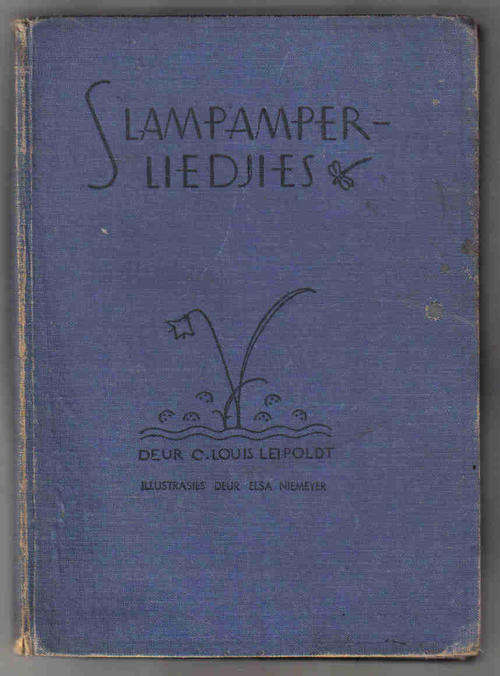 SLAMPAMPER-
LIEDJIES
DEUR C. LOUIS LEIPOLDT
ILLUSTRASIES DEUR ELSA NIEMEYER